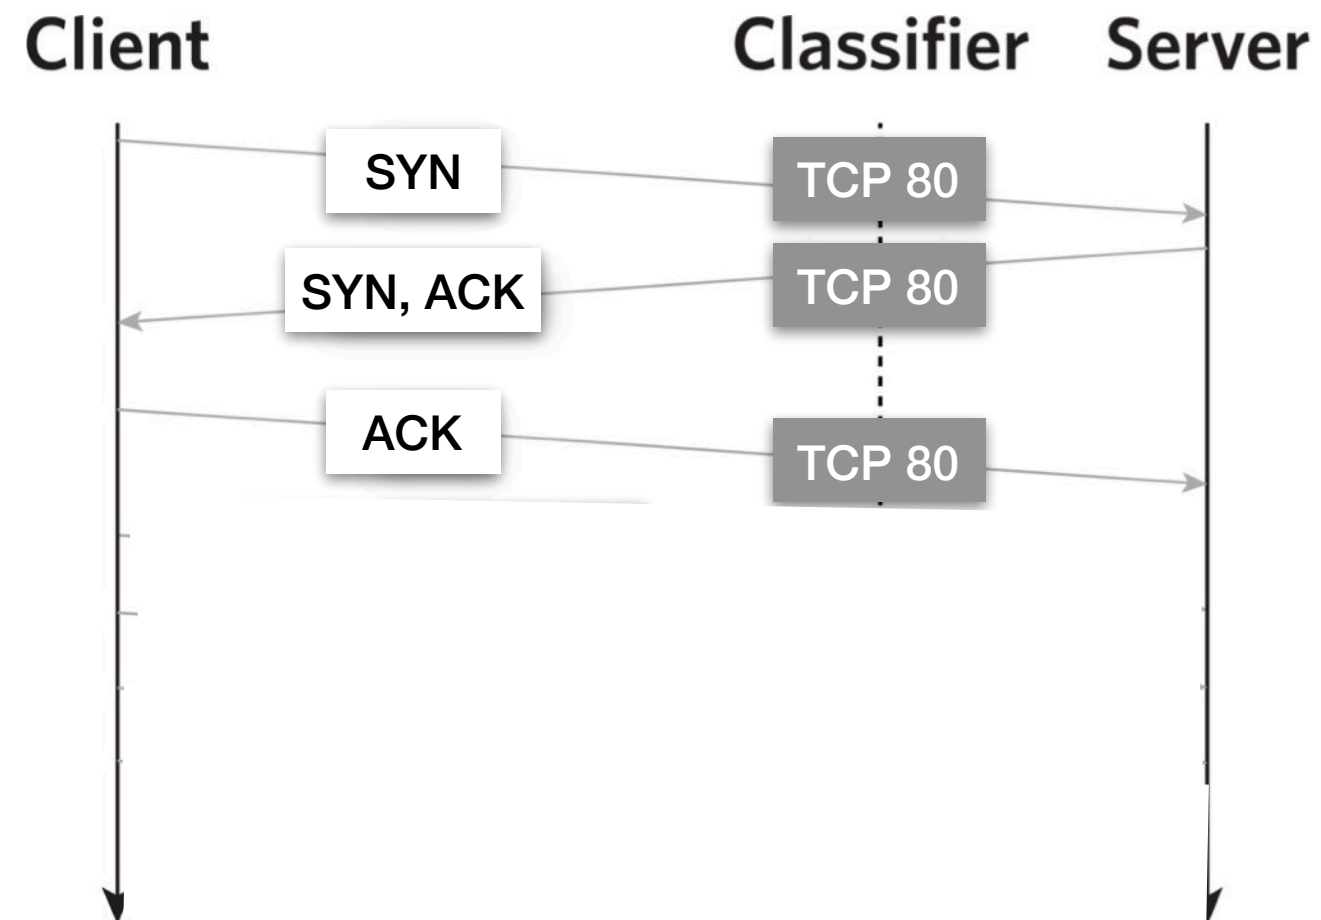 Client
Classifier
Server
SYN
TCP 80
SYN, ACK
TCP 80
ACK
TCP 80